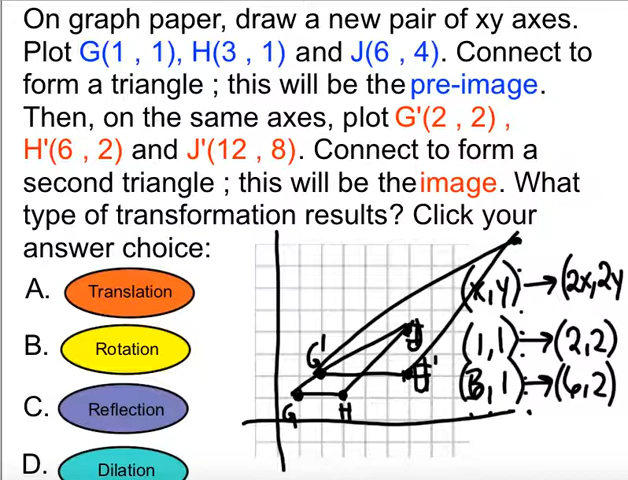 On graph paper, draw a new pair of xy axes.
Plot G(1 , 1), H(3 , 1) and J(6 , 4). Connect to
form a triangle ; this will be the pre-image.
Then, on the same axes, plot G'(2 , 2) ,
H'(6 , 2) and J'(12 , 8). Connect to form a
second triangle ; this will be the image. What
type of transformation results? Click your
answer choice:
A. Translation
B. Rotation
C. Reflection
D. Dilation
(x,y) → (2x,2y
(1,1) → (2,2)
(3,1) → (6,2)
G'
J
H'
G
H